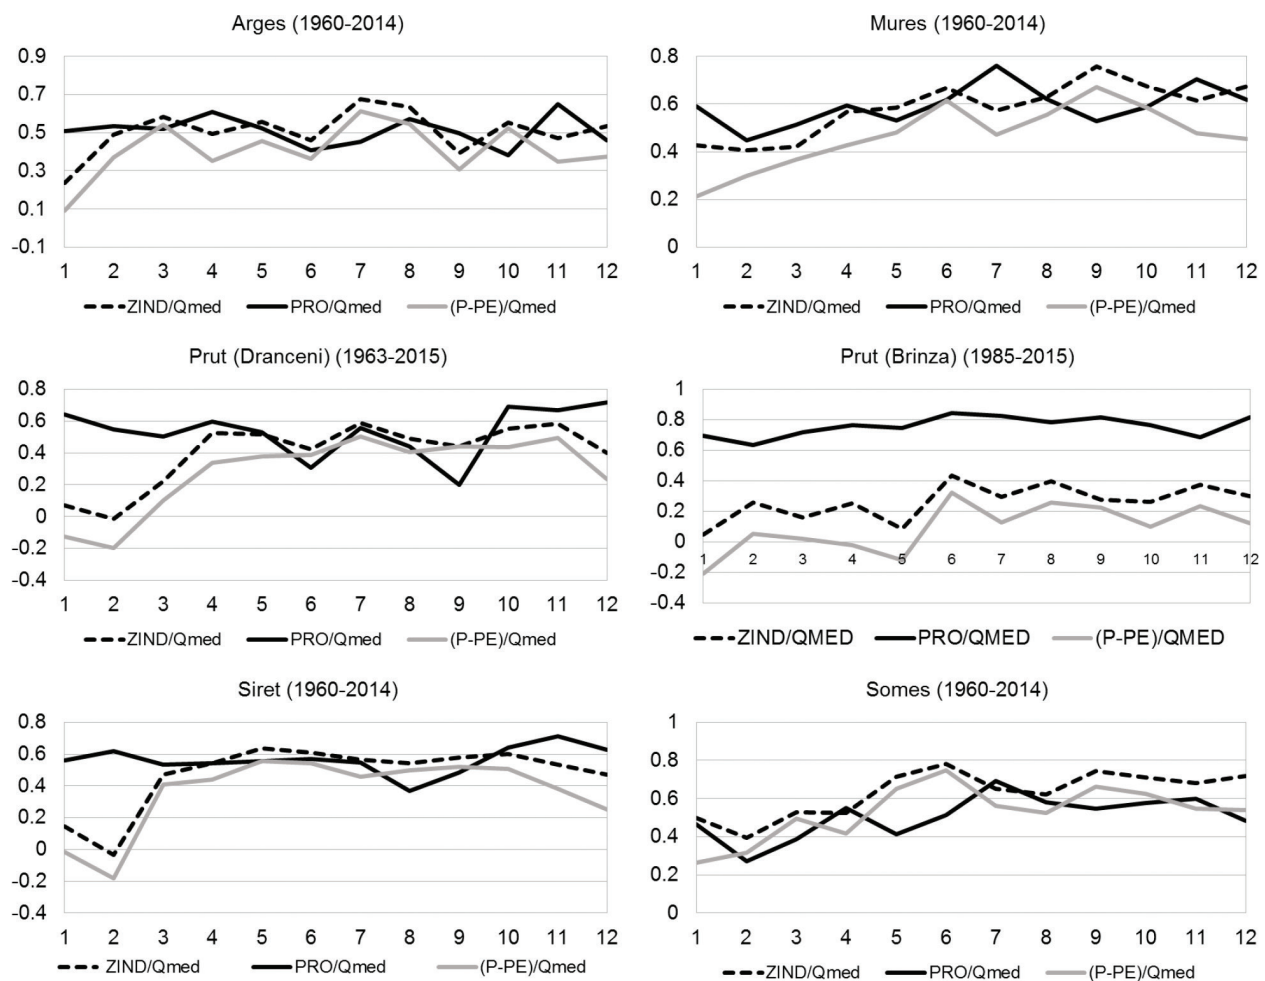 Arges (1960-2014)
0.9
0.7
0.5
0.3
0.1
-0.1
1 2 3 4 5 6 7 8 9 10 11 12
ZIND/Qmed PRO/Qmed (P-PE)/Qmed
Mures (1960-2014)
0.8
0.6
0.4
0.2
0
1 2 3 4 5 6 7 8 9 10 11 12
ZIND/Qmed PRO/Qmed (P-PE)/Qmed
Prut (Dranceni) (1963-2015)
0.8
0.6
0.4
0.2
0
-0.2
-0.4
1 2 3 4 5 6 7 8 9 10 11 12
ZIND/Qmed PRO/Qmed (P-PE)/Qmed
Prut (Brinza) (1985-2015)
1
0.8
0.6
0.4
0.2
0
1 2 3 4 5 6 7 8 9 10 11 12
-0.2
-0.4
ZIND/QMED PRO/QMED (P-PE)/QMED
Siret (1960-2014)
0.8
0.6
0.4
0.2
0
-0.2
-0.4
1 2 3 4 5 6 7 8 9 10 11 12
ZIND/Qmed PRO/Qmed (P-PE)/Qmed
Somes (1960-2014)
1
0.8
0.6
0.4
0.2
0
1 2 3 4 5 6 7 8 9 10 11 12
ZIND/Qmed PRO/Qmed (P-PE)/Qmed